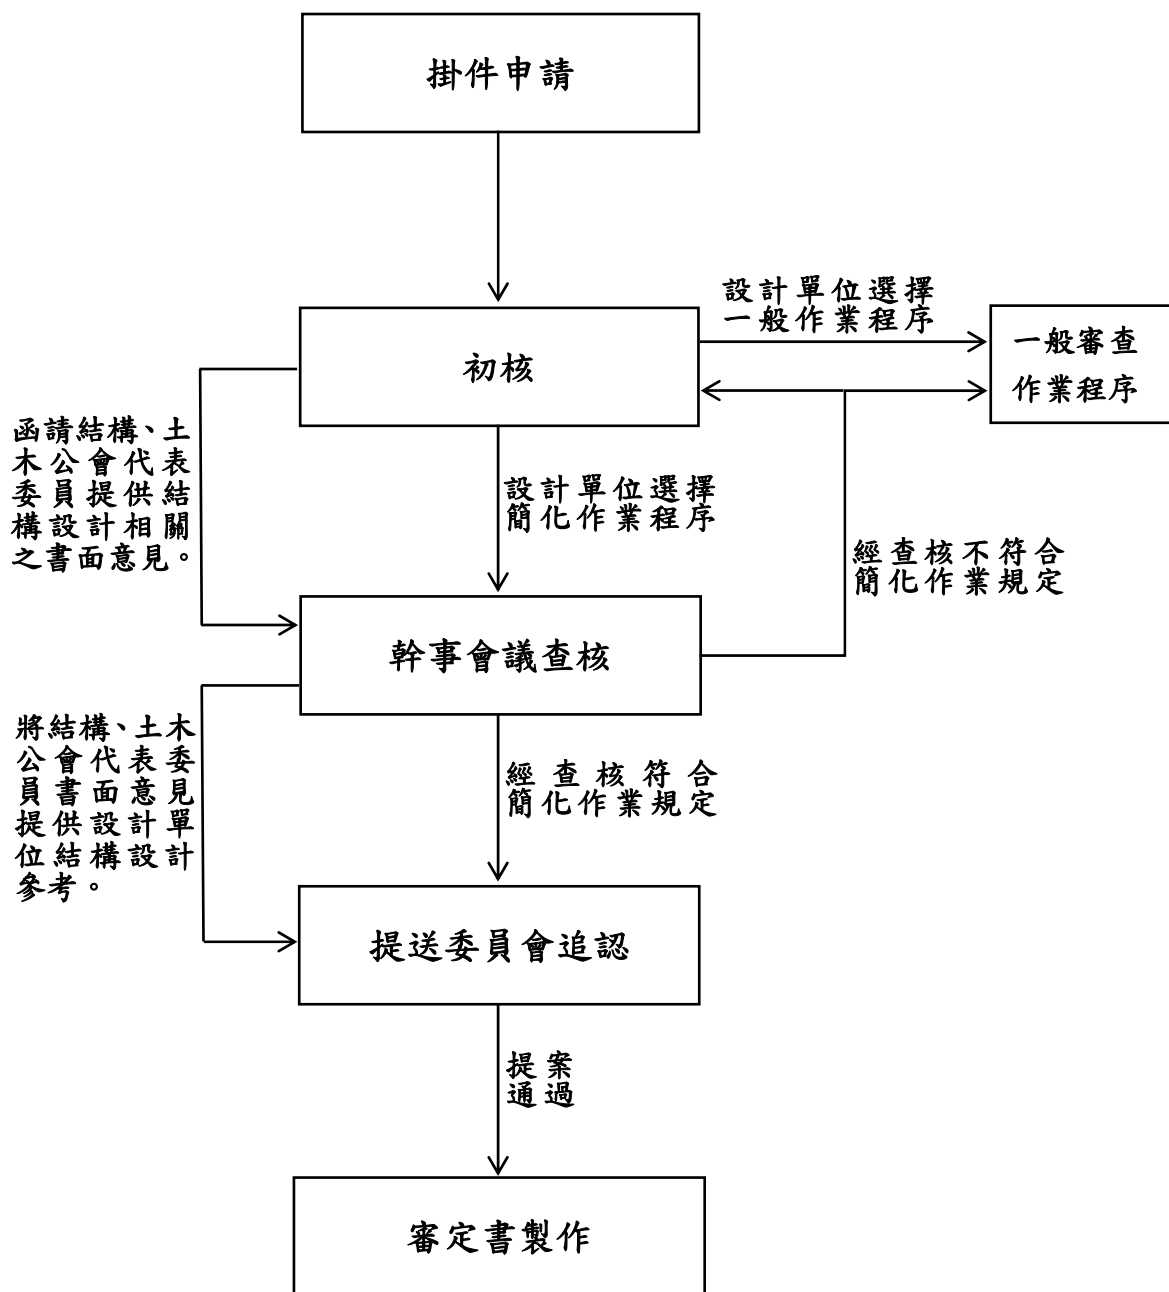 掛件申請
設計單位選擇
一般作業程序
一般審查
作業程序
初核
函請結構、土
木公會代表
委員提供結
構設計相關
之書面意見。
設計單位選擇
簡化作業程序
經查核不符合
簡化作業規定
幹事會議查核
將結構、土木
公會代表委
員書面意見
提供設計單
位結構設計
參考。
經查核符合
簡化作業規定
提送委員會追認
提案
通過
審定書製作